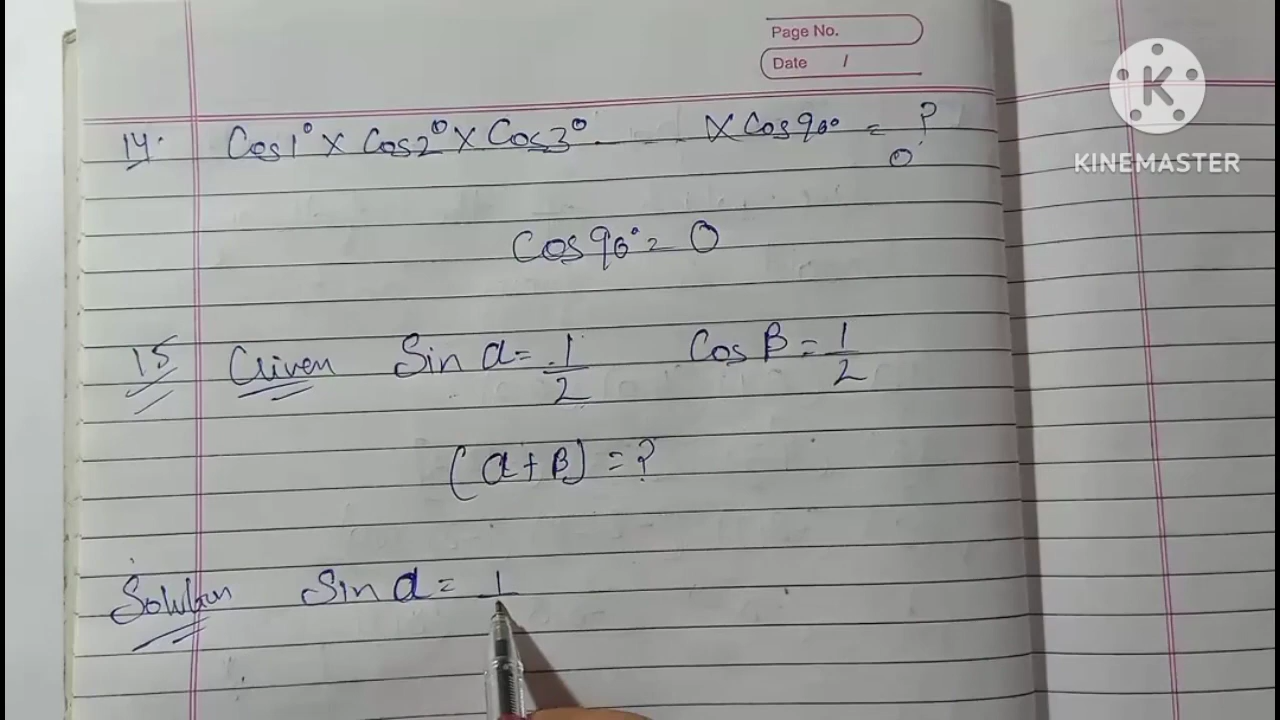 Page No.
Date /
KINEMASTER
14. Cos1° × Cos2° × Cos3° - - - × Cos90° = ?
0
Cos90° = 0
15 Given Sin α = 1/2 Cos β = 1/2
(α + β) = ?
Solution Sin α = 1